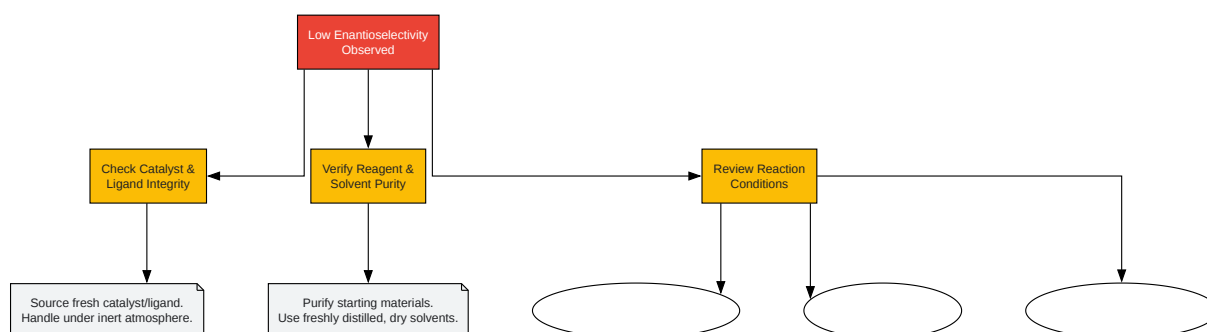 Low Enantioselectivity
Observed
Check Catalyst &
Ligand Integrity
Verify Reagent &
Solvent Purity
Review Reaction
Conditions
Source fresh catalyst/ligand.
Handle under inert atmosphere.
Purify starting materials.
Use freshly distilled, dry solvents.